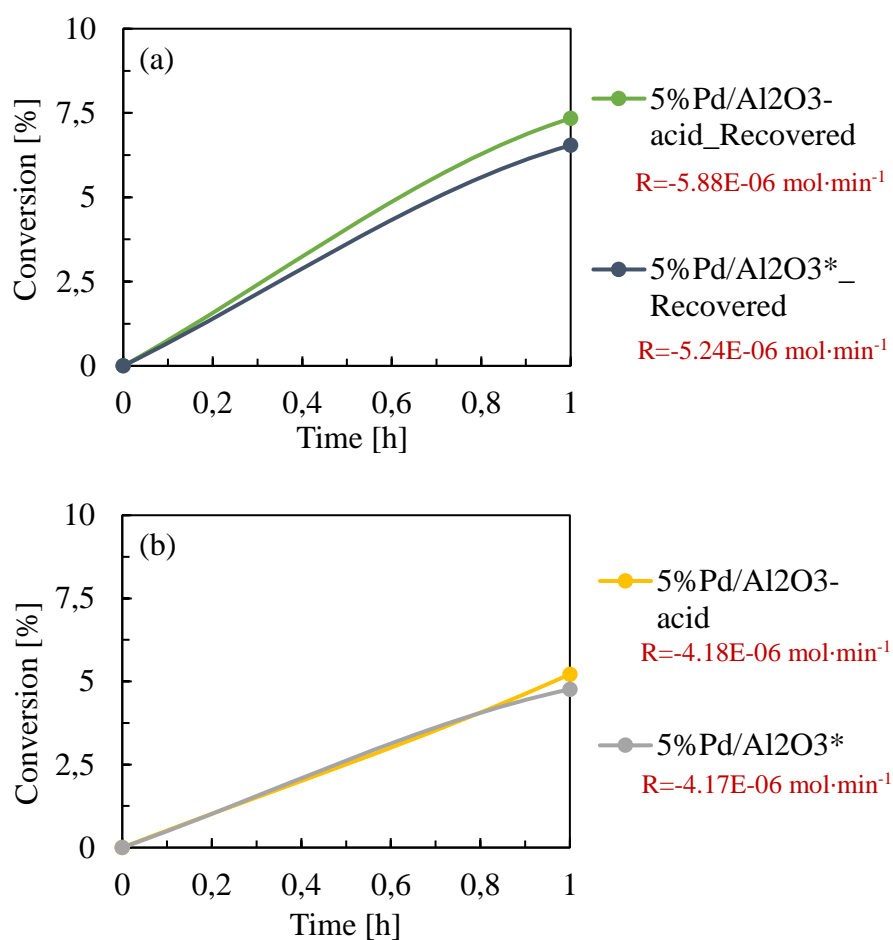 (a)
Conversion [%]
10
7,5
5
2,5
0
0 0,2 0,4 0,6 0,8 1
Time [h]
5%Pd/Al2O3-
acid_Recovered
R=-5.88E-06 mol·min⁻¹
5%Pd/Al2O3*_
Recovered
R=-5.24E-06 mol·min⁻¹
(b)
Conversion [%]
10
7,5
5
2,5
0
0 0,2 0,4 0,6 0,8 1
Time [h]
5%Pd/Al2O3-
acid
R=-4.18E-06 mol·min⁻¹
5%Pd/Al2O3*
R=-4.17E-06 mol·min⁻¹